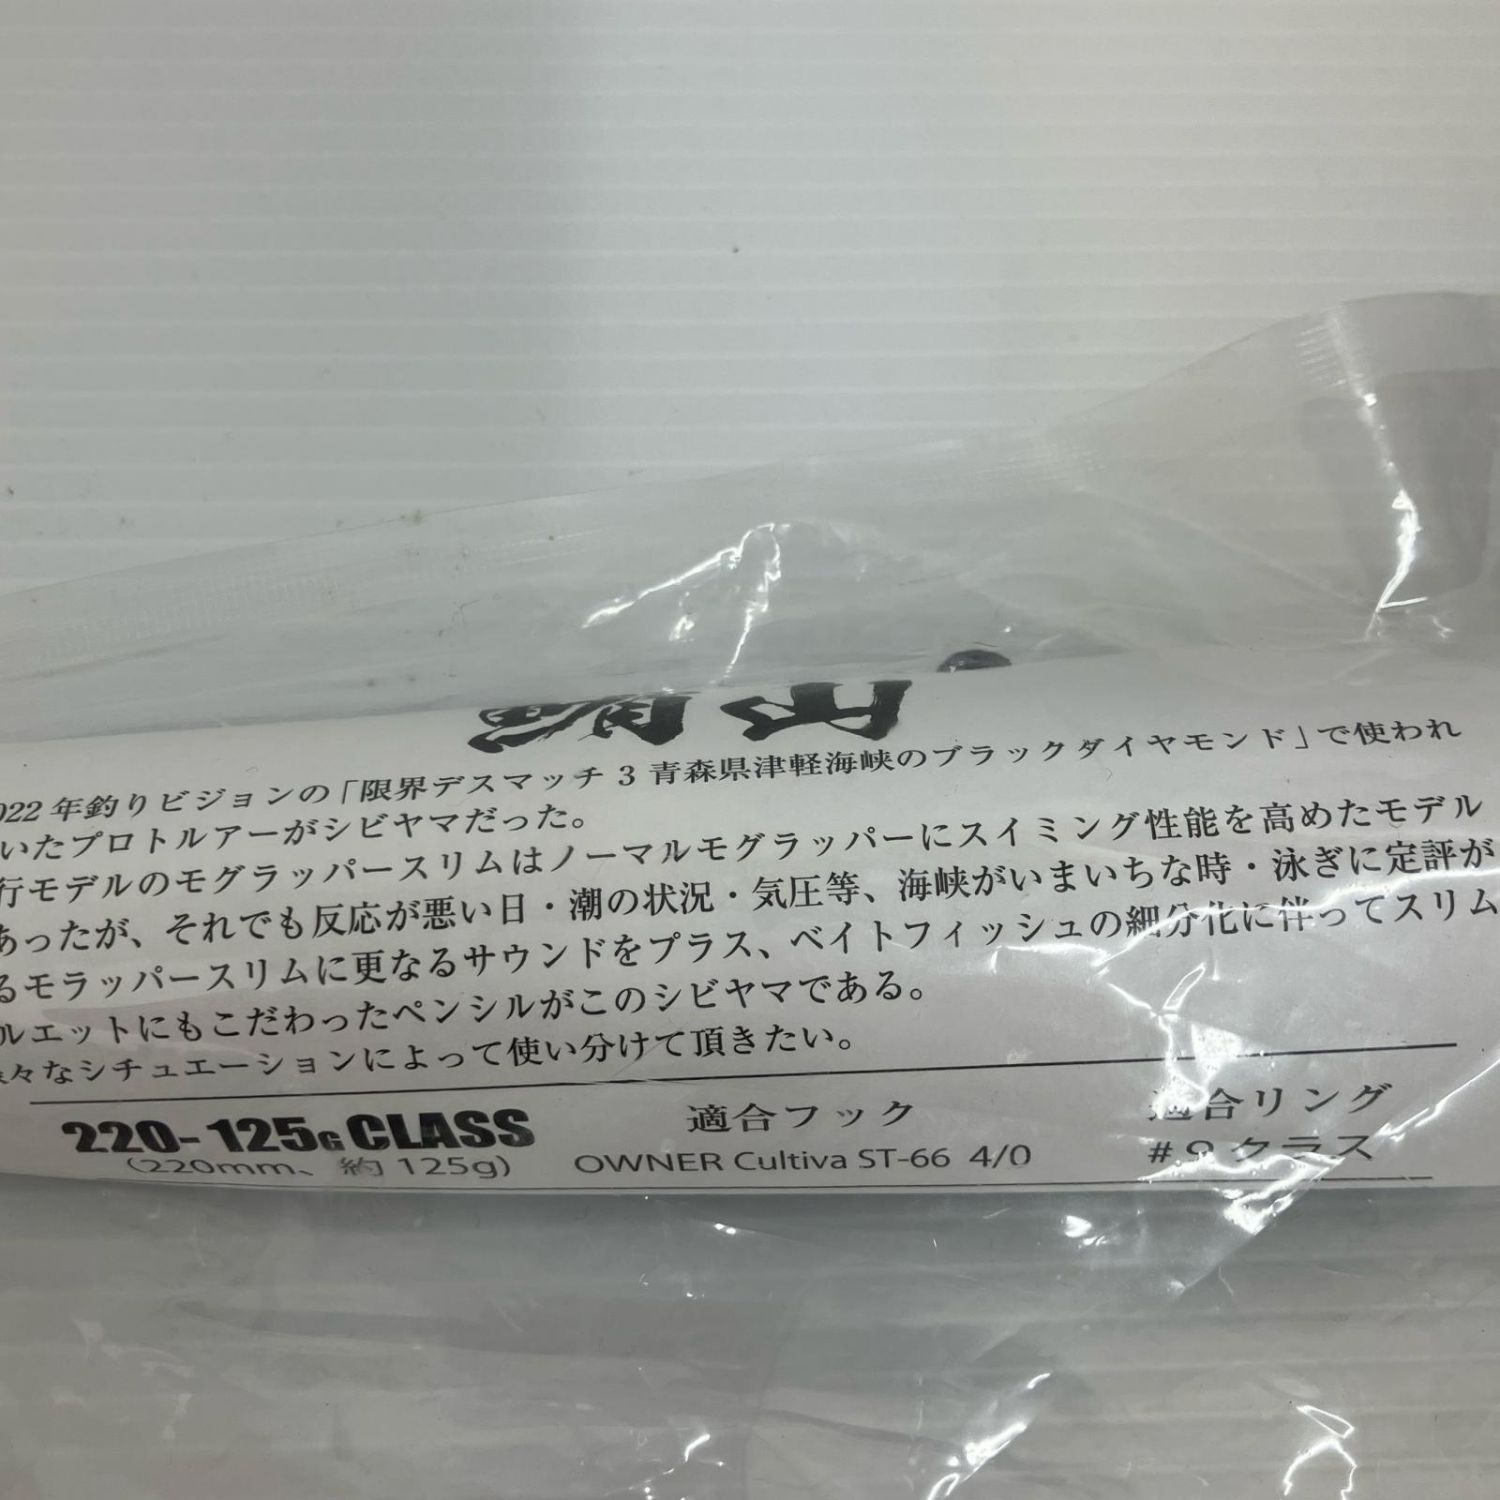 022年釣りビジョンの「限界デスマッチ3 青森県津軽海峡のブラックダイヤモンド」で使われ
いたプロトルアーがシビヤマだった。
行モデルのモグラッパースリムはノーマルモグラッパーにスイミング性能を高めたモデル
あったが、それでも反応が悪い日・潮の状況・気圧等、海峡がいまいちな時・泳ぎに定評が
るモラッパースリムに更なるサウンドをプラス、ベイトフィッシュの細分化に伴ってスリム
ルエットにもこだわったペンシルがこのシビヤマである。
々なシチュエーションによって使い分けて頂きたい。
220-125G CLASS
(220mm、約125g)
適合フック
OWNER Cultiva ST-66 4/0
適合リング
#9クラス